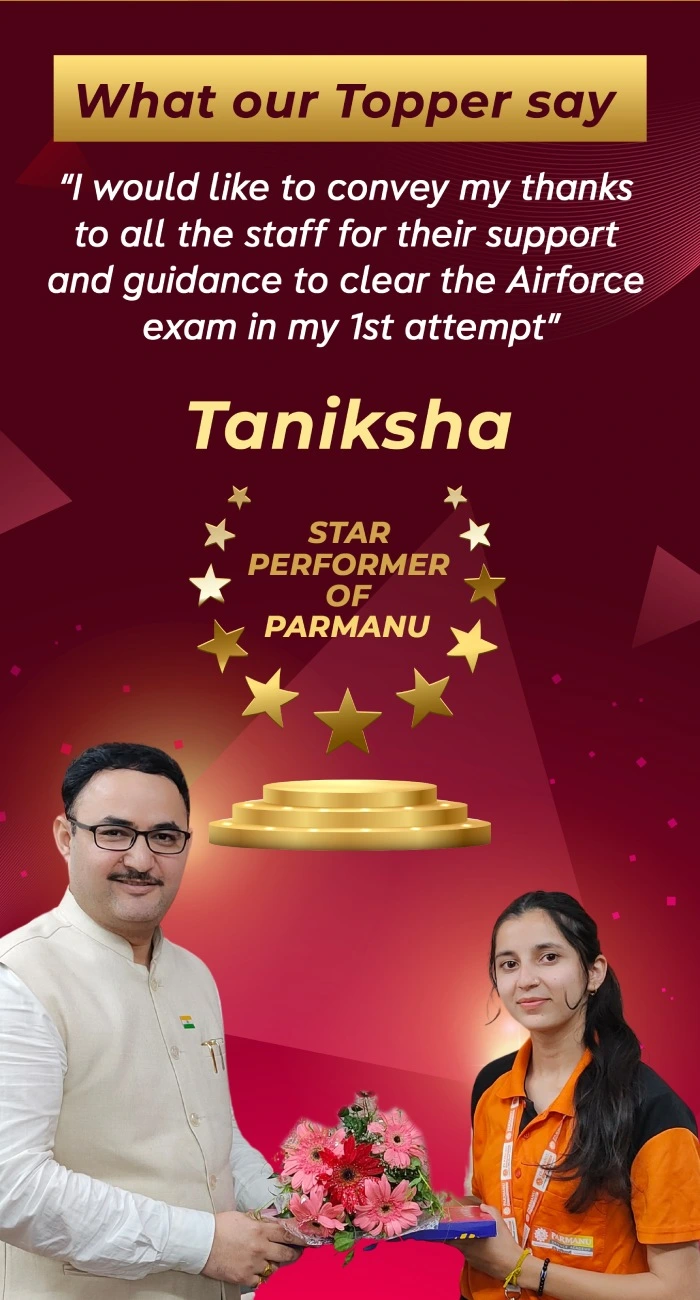 What our Topper say
“I would like to convey my thanks
to all the staff for their support
and guidance to clear the Airforce
exam in my 1st attempt”
Taniksha
STAR
PERFORMER
OF
PARMANU
PARMANU